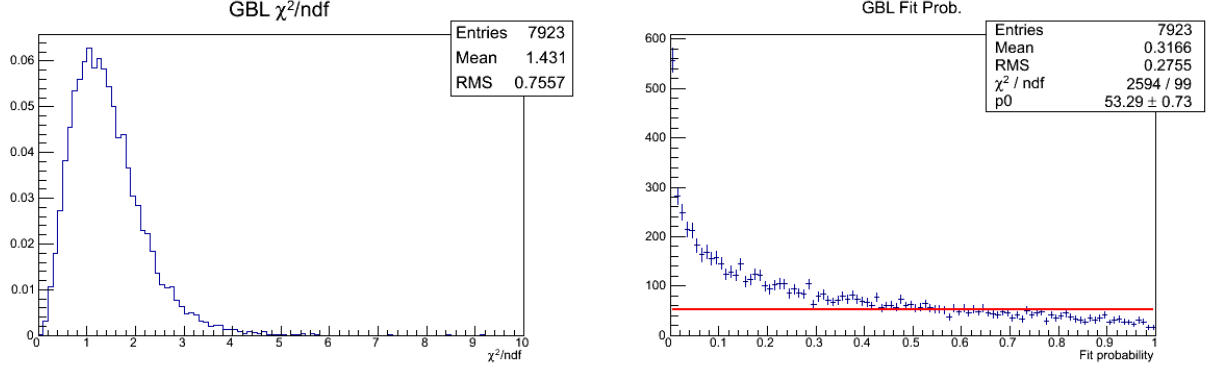 GBL χ²/ndf
Entries 7923
Mean 1.431
RMS 0.7557
0.06
0.05
0.04
0.03
0.02
0.01
0
0 1 2 3 4 5 6 7 8 9 10
χ²/ndf
GBL Fit Prob.
Entries 7923
Mean 0.3166
RMS 0.2755
χ² / ndf 2594 / 99
p0 53.29 ± 0.73
600
500
400
300
200
100
0
0 0.1 0.2 0.3 0.4 0.5 0.6 0.7 0.8 0.9 1
Fit probability